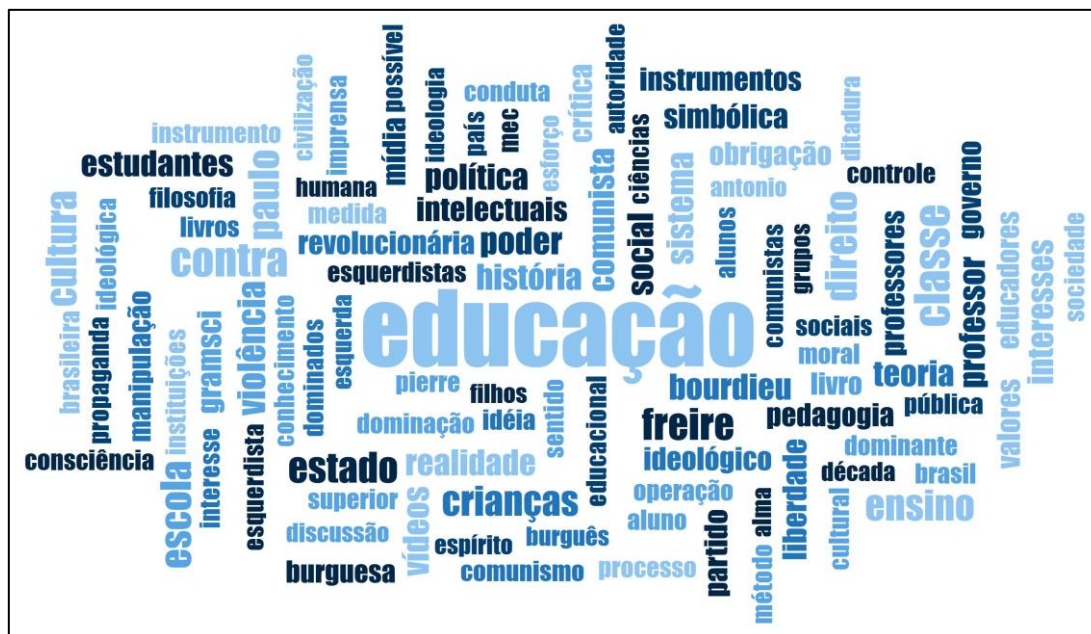 civilização
imprensa
mídia
possível
ideologia
conduta
país
mec
esforço
crítica
autoridade
instrumentos
simbólica
instrumento
estudantes
filosofia
livros
paulo
humana
medida
política
intelectuais
revolucionária
poder
esquerdistas
história
comunista
social
ciências
sistema
obrigação
antonio
alunos
ditadura
controle
direito
comunistas
grupos
professores
classe
governo
professor
educadores
interesses
sociedade
brasileira
cultura
propaganda
ideológica
manipulação
contra
instituições
gramsci
violência
conhecimento
dominados
esquerda
educação
sociais
moral
livro
teoria
pedagogia
pública
valores
consciência
escola
interesse
esquerdista
pierre
filhos
dominação
idéia
sentido
educacional
bourdieu
freire
ideológico
dominante
década
brasil
ensino
estado
realidade
superior
crianças
discussão
vídeos
espírito
burguês
burguesa
comunismo
processo
operação
aluno
partido
método
alma
liberdade
cultural